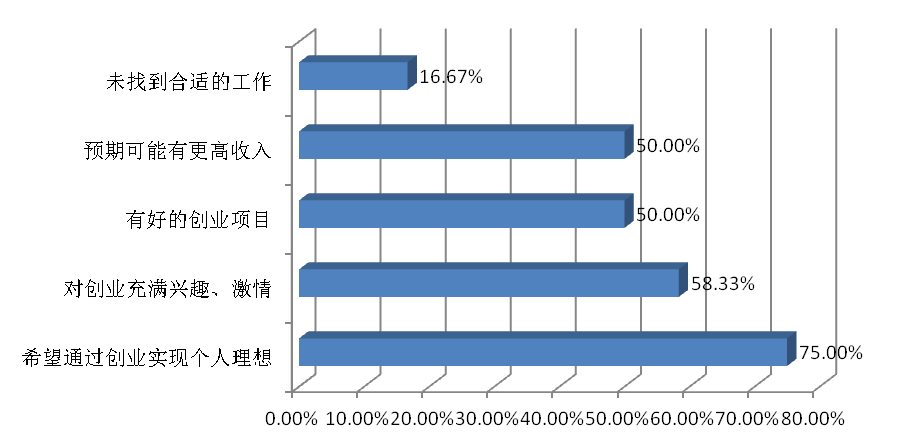 未找到合适的工作 16.67%
预期可能有更高收入 50.00%
有好的创业项目 50.00%
对创业充满兴趣、激情 58.33%
希望通过创业实现个人理想 75.00%
0.00% 10.00% 20.00% 30.00% 40.00% 50.00% 60.00% 70.00% 80.00%